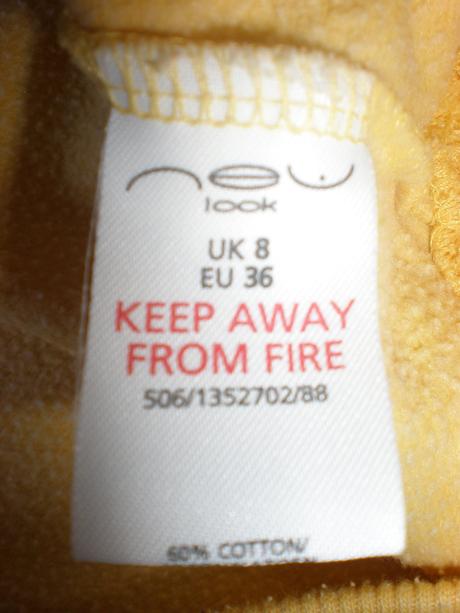 new
look
UK 8
EU 36
KEEP AWAY
FROM FIRE
506/1352702/88
60% COTTON/